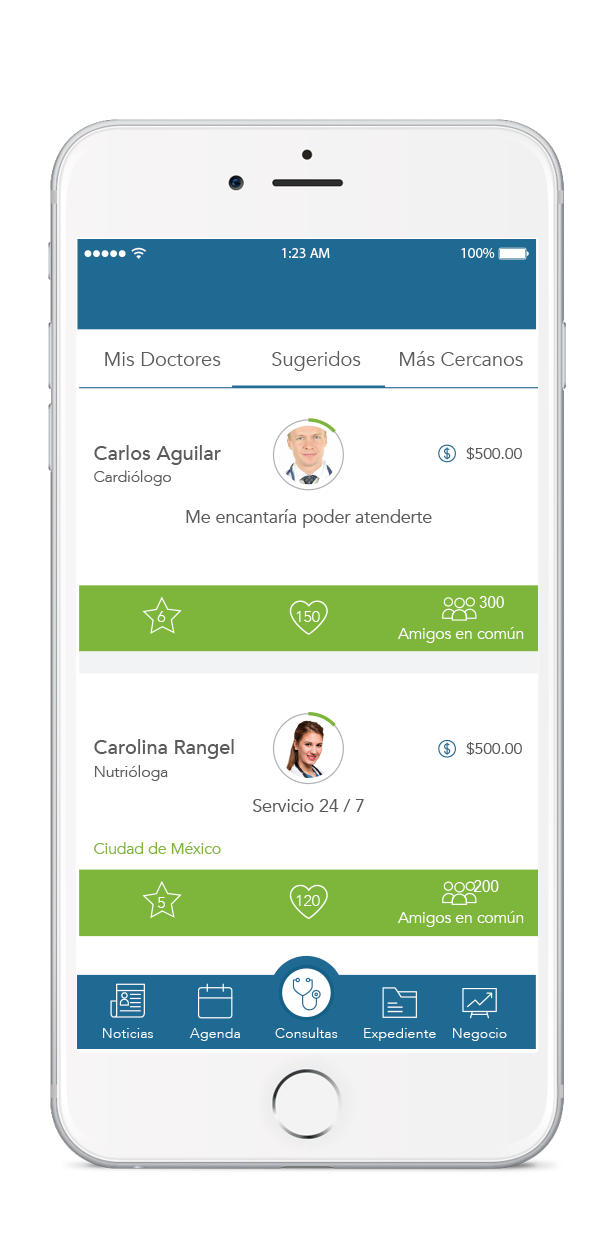 1:23 AM
100%
Mis Doctores Sugeridos Más Cercanos
Carlos Aguilar
Cardiólogo
$ $500.00
Me encantaría poder atenderte
6 150 300
Amigos en común
Carolina Rangel
Nutrióloga
$ $500.00
Servicio 24 / 7
Ciudad de México
5 120 200
Amigos en común
Noticias Agenda Consultas Expediente Negocio